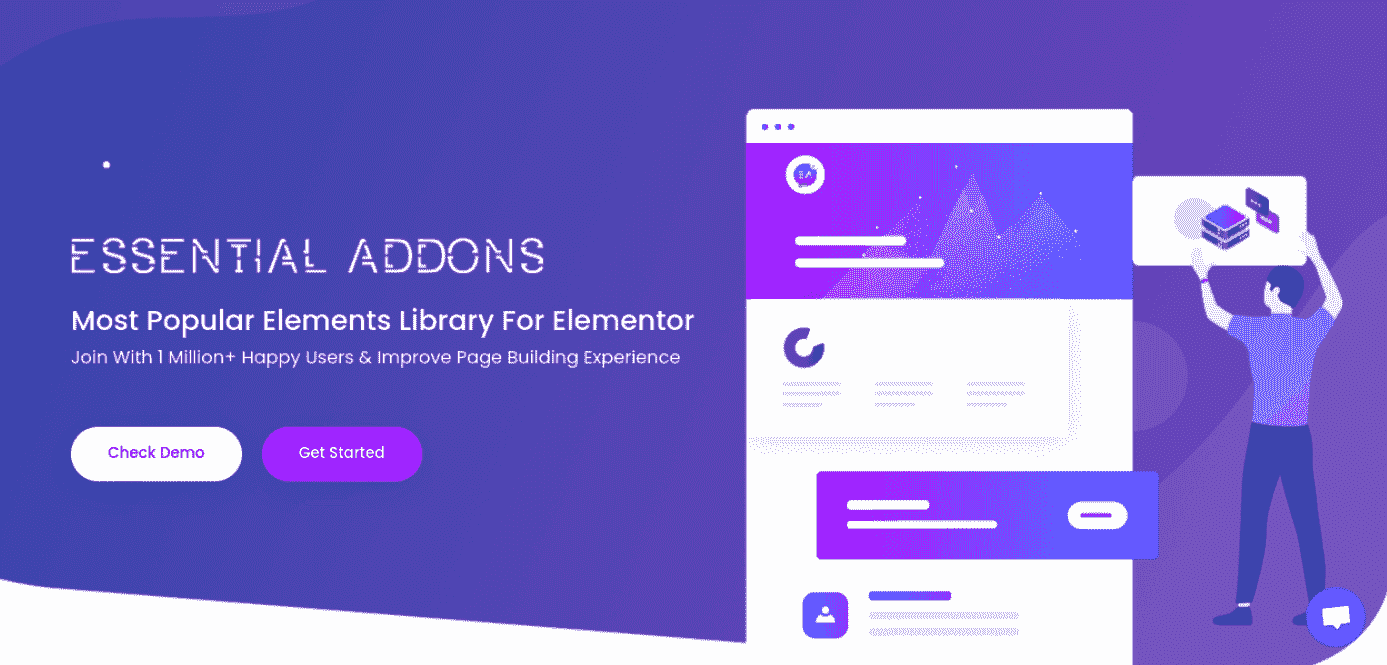 ESSENTIAL ADDONS
Most Popular Elements Library For Elementor
Join With 1 Million+ Happy Users & Improve Page Building Experience
Check Demo
Get Started
EA